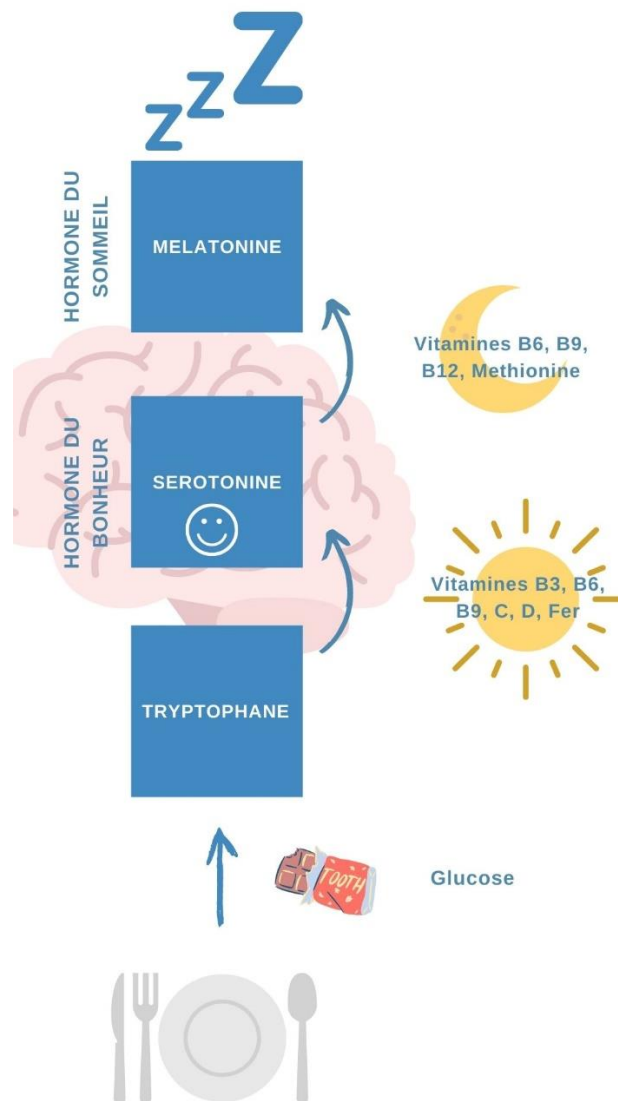 Z
Z
Z
HORMONE DU
SOMMEIL
MELATONINE
Vitamines B6, B9,
B12, Methionine
HORMONE DU
BONHEUR
SEROTONINE
Vitamines B3, B6,
B9, C, D, Fer
TRYPTOPHANE
TOOTH
Glucose